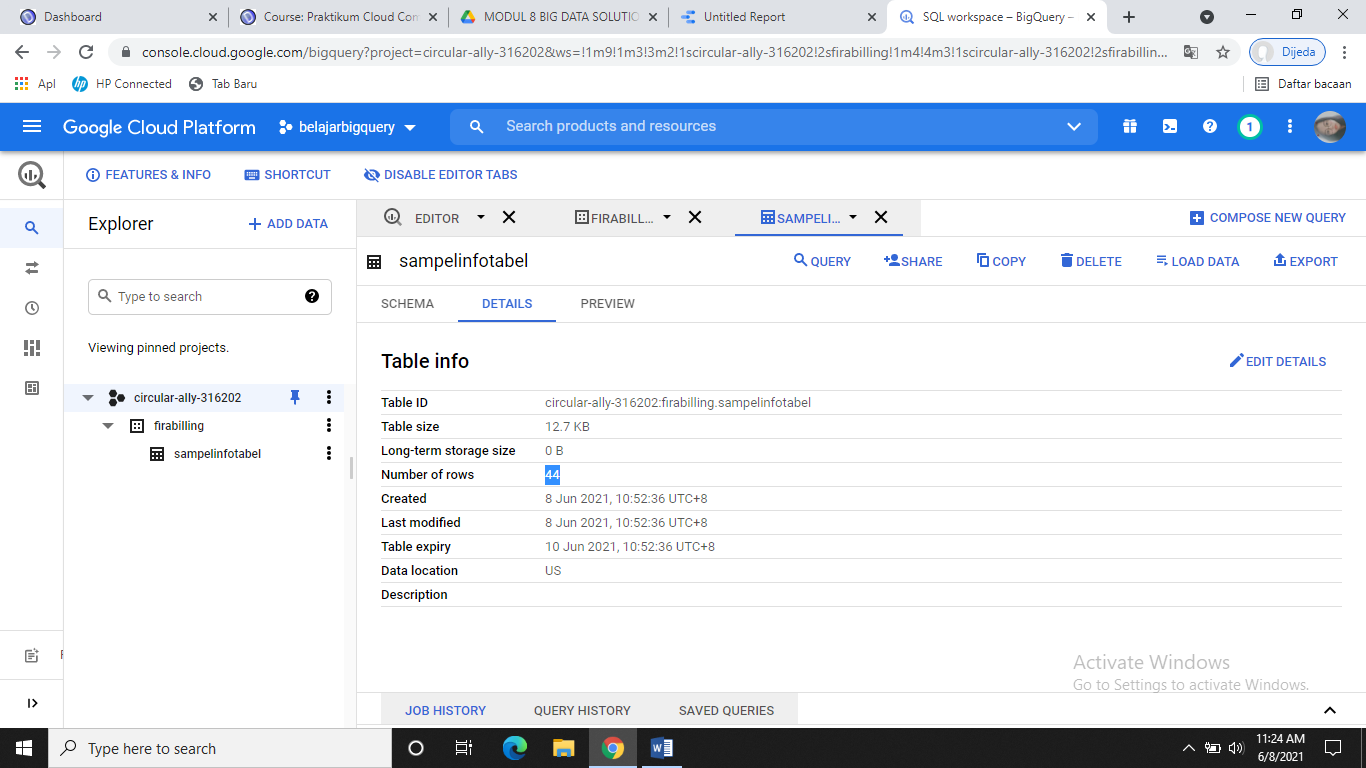 Dashboard
Course: Praktikum Cloud Com
MODUL 8 BIG DATA SOLUTIO
Untitled Report
SQL workspace – BigQuery –
console.cloud.google.com/bigquery?project=circular-ally-316202&ws=!1m9!1m3!3m2!1scircular-ally-316202!2sfirabilling!1m4!4m3!1scircular-ally-316202!2sfirabillin...
Dijeda
Apl
HP Connected
Tab Baru
Daftar bacaan
Google Cloud Platform
belajarbigquery
Search products and resources
1
FEATURES & INFO
SHORTCUT
DISABLE EDITOR TABS
Explorer
+ ADD DATA
EDITOR
FIRABILL...
SAMPELI...
COMPOSE NEW QUERY
sampelinfotabel
QUERY
SHARE
COPY
DELETE
LOAD DATA
EXPORT
Type to search
SCHEMA
DETAILS
PREVIEW
Viewing pinned projects.
circular-ally-316202
firabilling
sampelinfotabel
Table info
EDIT DETAILS
Table ID circular-ally-316202:firabilling.sampelinfotabel
Table size 12.7 KB
Long-term storage size 0 B
Number of rows 44
Created 8 Jun 2021, 10:52:36 UTC+8
Last modified 8 Jun 2021, 10:52:36 UTC+8
Table expiry 10 Jun 2021, 10:52:36 UTC+8
Data location US
Description
Activate Windows
Go to Settings to activate Windows.
JOB HISTORY
QUERY HISTORY
SAVED QUERIES
Type here to search
11:24 AM
6/8/2021